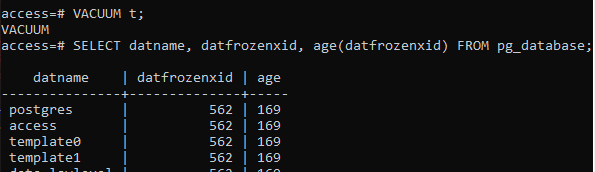 access=# VACUUM t;
VACUUM
access=# SELECT datname, datfrozenxid, age(datfrozenxid) FROM pg_database;
datname | datfrozenxid | age
---------------+--------------+-----
postgres | 562 | 169
access | 562 | 169
template0 | 562 | 169
template1 | 562 | 169